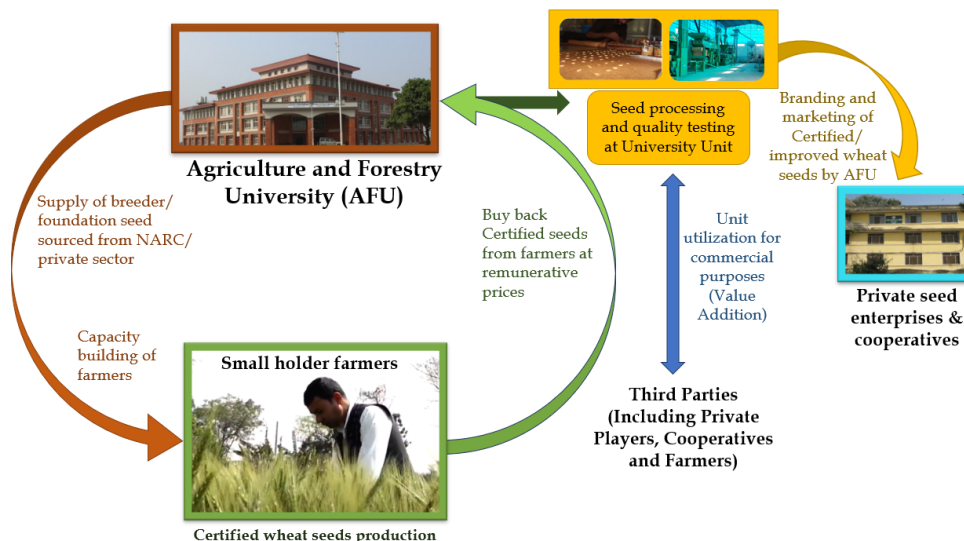 Agriculture and Forestry
University (AFU)
Supply of breeder/
foundation seed
sourced from NARC/
private sector
Capacity
building of
farmers
Small holder farmers
Certified wheat seeds production
Buy back
Certified seeds
from farmers at
remunerative
prices
Seed processing
and quality testing
at University Unit
Unit
utilization for
commercial
purposes
(Value
Addition)
Third Parties
(Including Private
Players, Cooperatives
and Farmers)
Branding and
marketing of
Certified/
improved wheat
seeds by AFU
Private seed
enterprises &
cooperatives